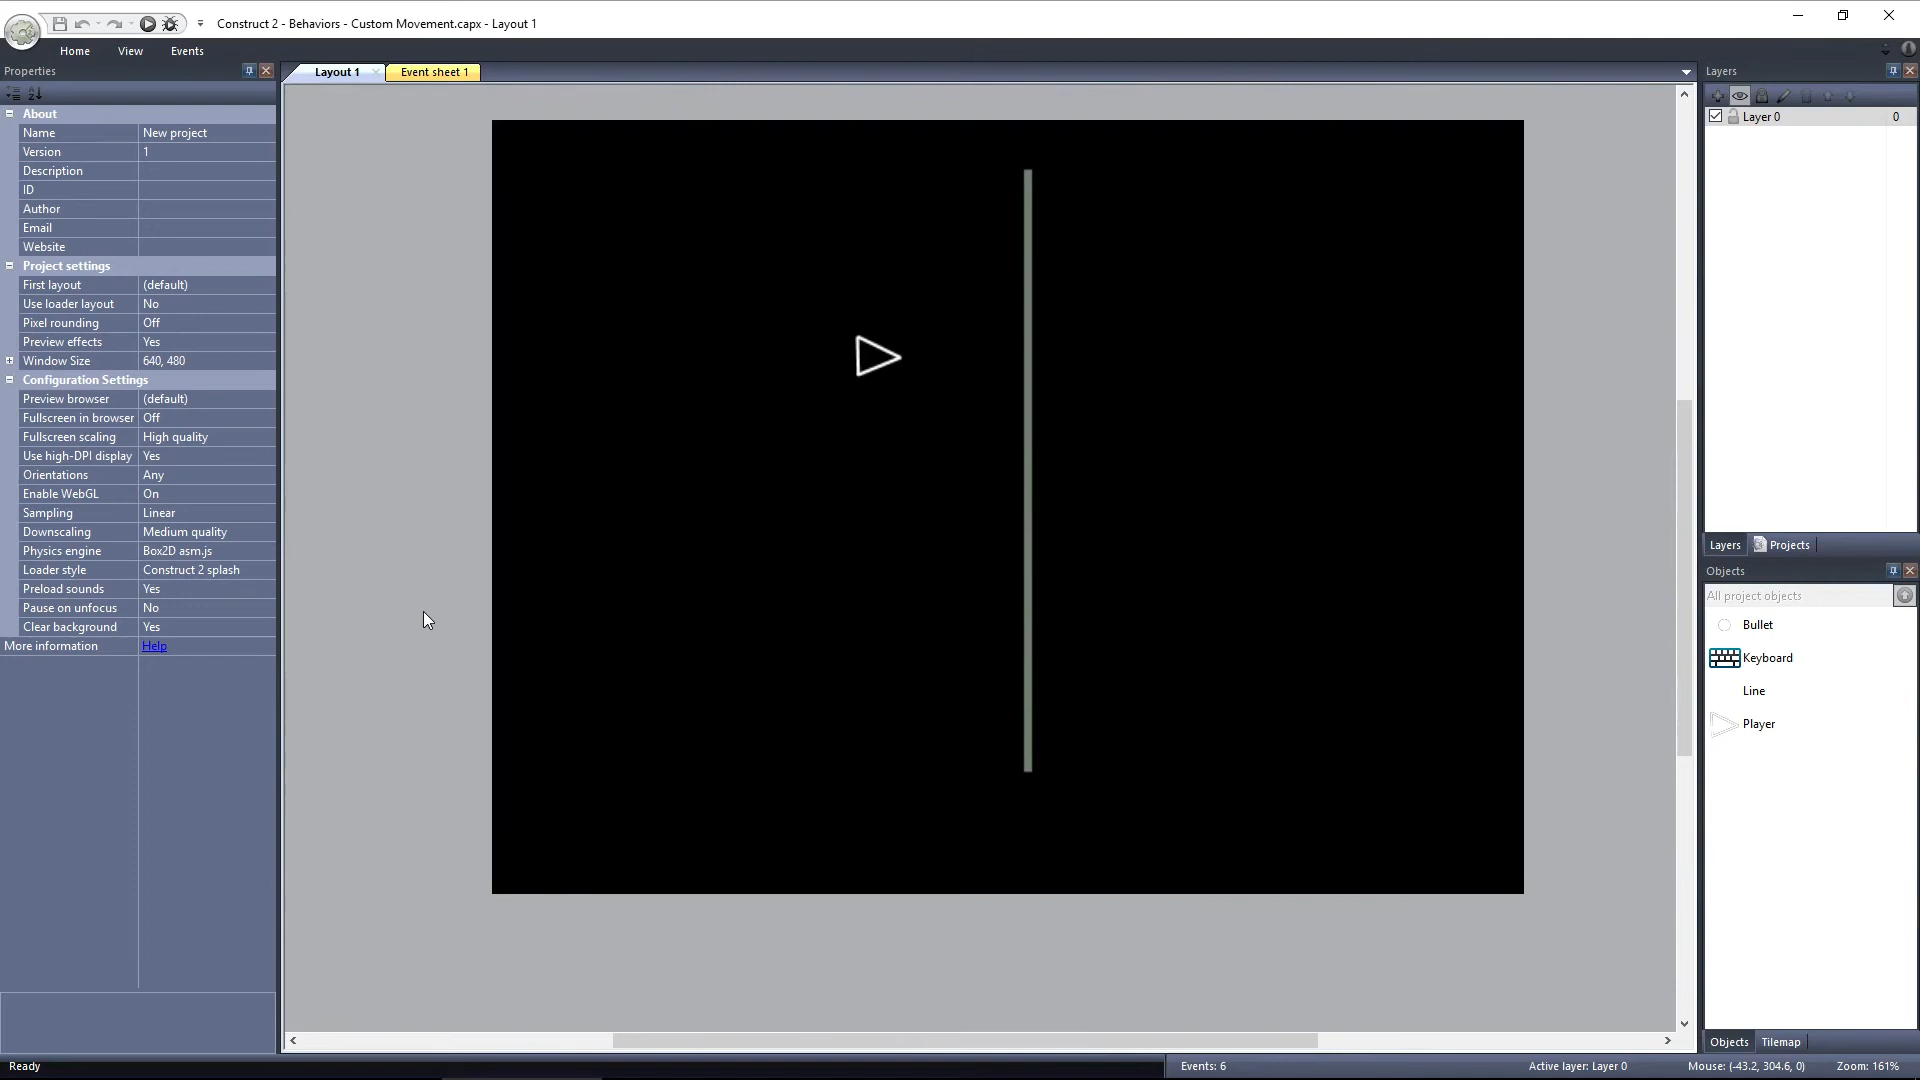 Construct 2 - Behaviors - Custom Movement.capx - Layout 1
Home View Events
Properties
Layout 1
Event sheet 1
Layers
About
Name New project
Version 1
Description
ID
Author
Email
Website
Project settings
First layout (default)
Use loader layout No
Pixel rounding Off
Preview effects Yes
Window Size 640, 480
Configuration Settings
Preview browser (default)
Fullscreen in browser Off
Fullscreen scaling High quality
Use high-DPI display Yes
Orientations Any
Enable WebGL On
Sampling Linear
Downscaling Medium quality
Physics engine Box2D asm.js
Loader style Construct 2 splash
Preload sounds Yes
Pause on unfocus No
Clear background Yes
More information Help
Layer 0 0
Layers Projects
Objects
All project objects
Bullet
Keyboard
Line
Player
Objects Tilemap
Ready
Events: 6
Active layer: Layer 0
Mouse: (-43.2, 304.6, 0)
Zoom: 161%